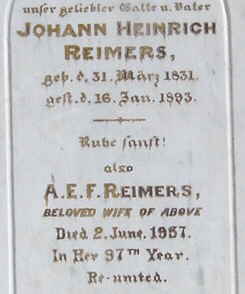 unser geliebter Gatte u. Vater
JOHANN HEINRICH
REIMERS,
geb. d. 31. März 1831.
gest. d. 16. Jan. 1893.
Ruhe sanft!
also
A.E.F. REIMERS,
BELOVED WIFE OF ABOVE
Died 2. June. 1957.
In Her 97TH Year.
Re-united.